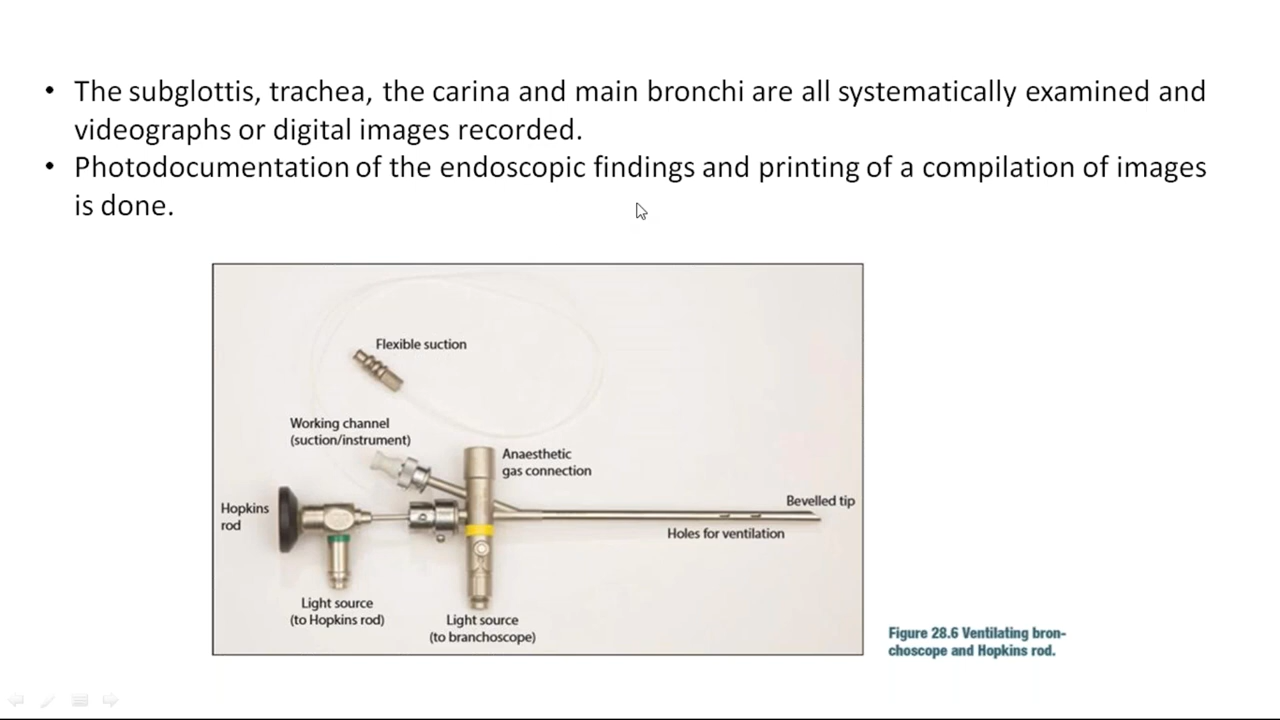 • The subglottis, trachea, the carina and main bronchi are all systematically examined and
videographs or digital images recorded.
• Photodocumentation of the endoscopic findings and printing of a compilation of images
is done.
Flexible suction
Working channel
(suction/instrument)
Anaesthetic
gas connection
Hopkins
rod
Bevelled tip
Holes for ventilation
Light source
(to Hopkins rod)
Light source
(to branchoscope)
Figure 28.6 Ventilating bron-
choscope and Hopkins rod.